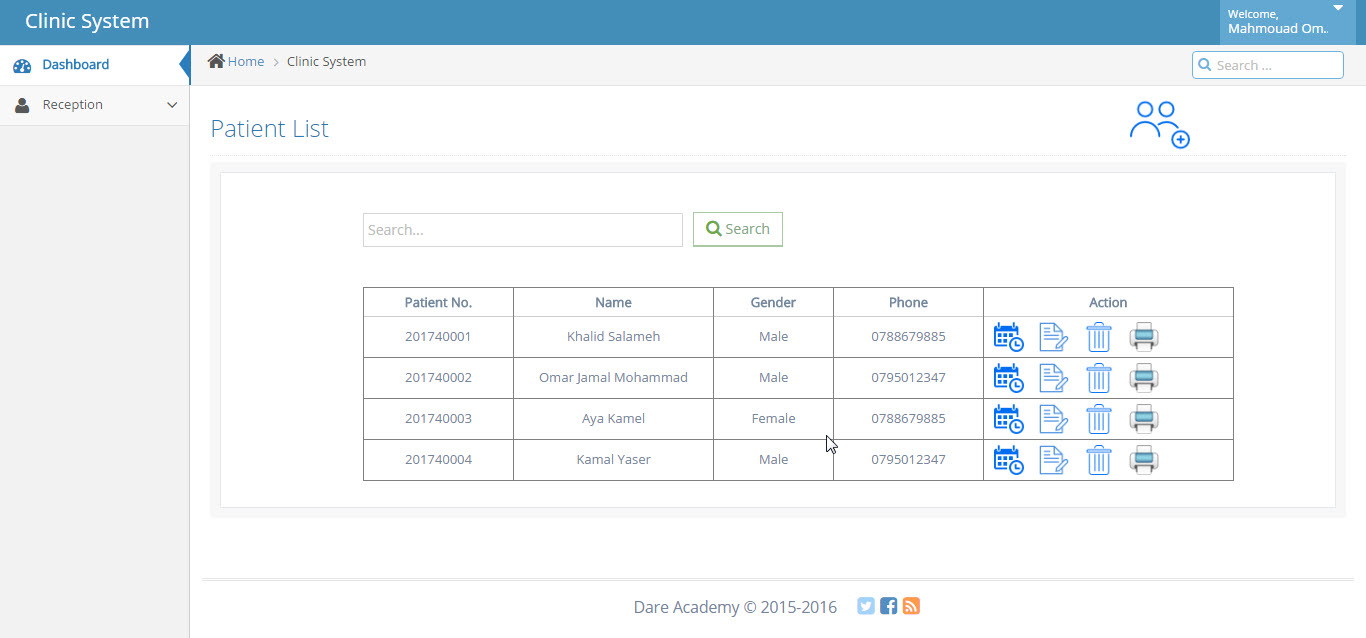 Clinic System
Welcome,
Mahmouad Om..
Dashboard
Home > Clinic System
Search ...
Reception
Patient List
Search...
Search
Patient No. Name Gender Phone Action
201740001 Khalid Salameh Male 0788679885
201740002 Omar Jamal Mohammad Male 0795012347
201740003 Aya Kamel Female 0788679885
201740004 Kamal Yaser Male 0795012347
Dare Academy © 2015-2016